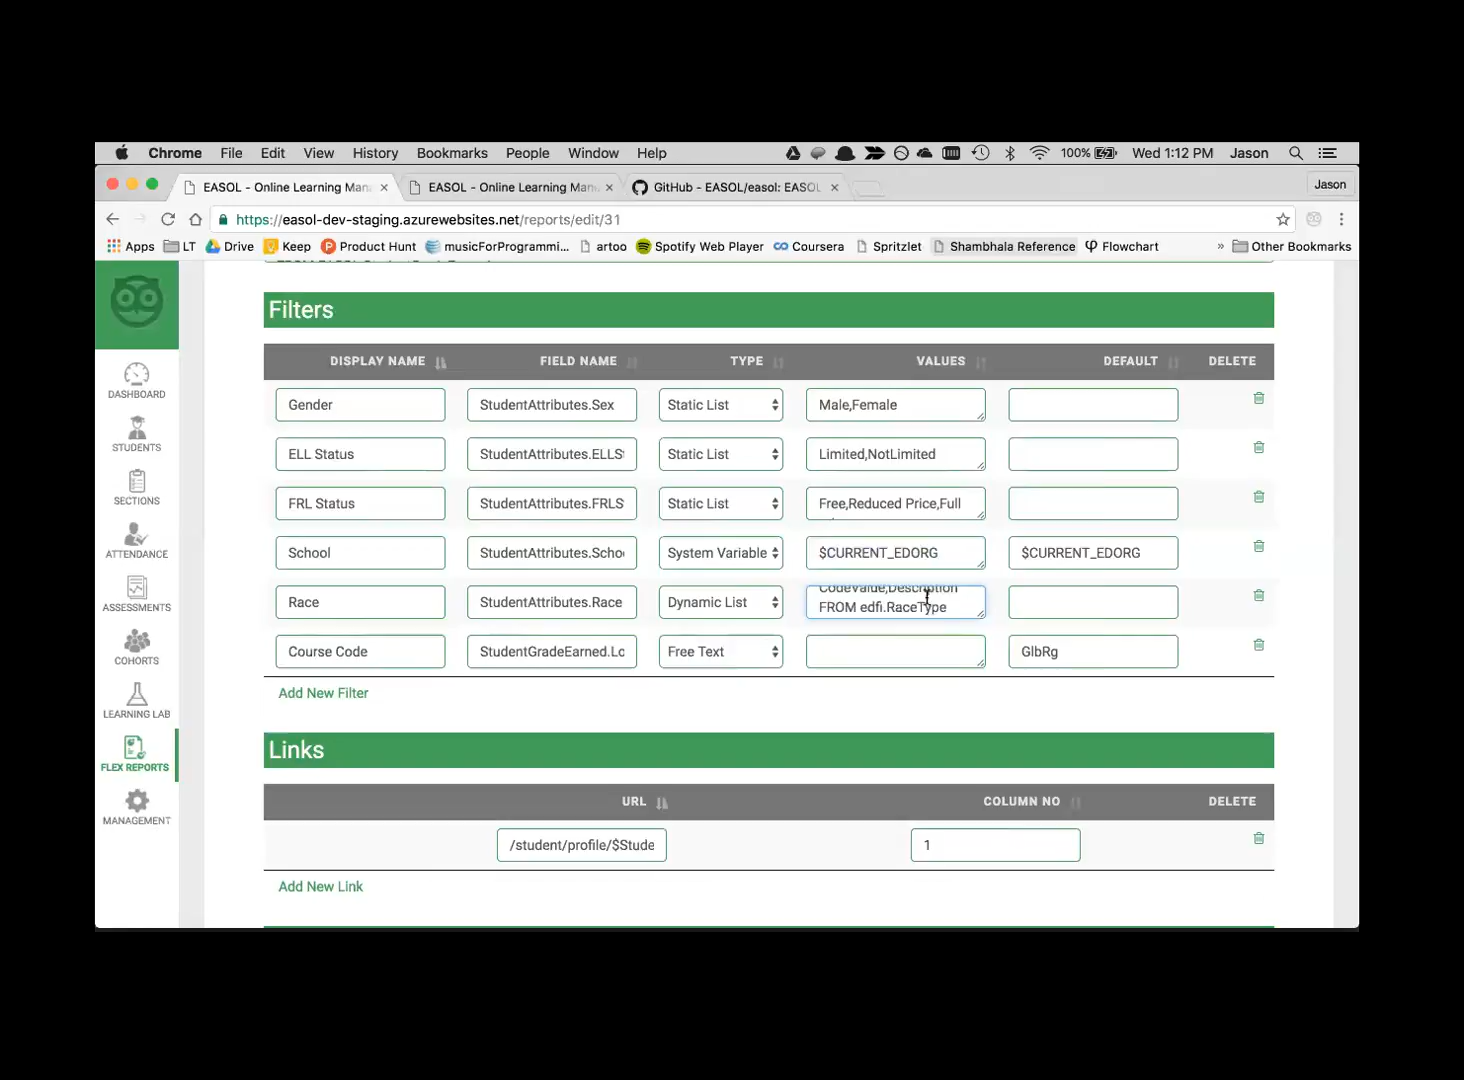 Chrome File Edit View History Bookmarks People Window Help 100% Wed 1:12 PM Jason
EASOL - Online Learning Man EASOL - Online Learning Man GitHub - EASOL/easol: EASOL Jason
https://easol-dev-staging.azurewebsites.net/reports/edit/31
Apps LT Drive Keep Product Hunt musicForProgrammi... artoo Spotify Web Player Coursera Spritzlet Shambhala Reference Flowchart » Other Bookmarks
Filters
DISPLAY NAME FIELD NAME TYPE VALUES DEFAULT DELETE
Gender StudentAttributes.Sex Static List Male,Female
ELL Status StudentAttributes.ELLS Static List Limited,NotLimited
FRL Status StudentAttributes.FRLS Static List Free,Reduced Price,Full
School StudentAttributes.Schoo System Variable $CURRENT_EDORG $CURRENT_EDORG
Race StudentAttributes.Race Dynamic List CodeValue,Description
FROM edfi.RaceType
Course Code StudentGradeEarned.Lo Free Text GlbRg
Add New Filter
Links
URL COLUMN NO DELETE
/student/profile/$Stude 1
Add New Link
DASHBOARD
STUDENTS
SECTIONS
ATTENDANCE
ASSESSMENTS
COHORTS
LEARNING LAB
FLEX REPORTS
MANAGEMENT